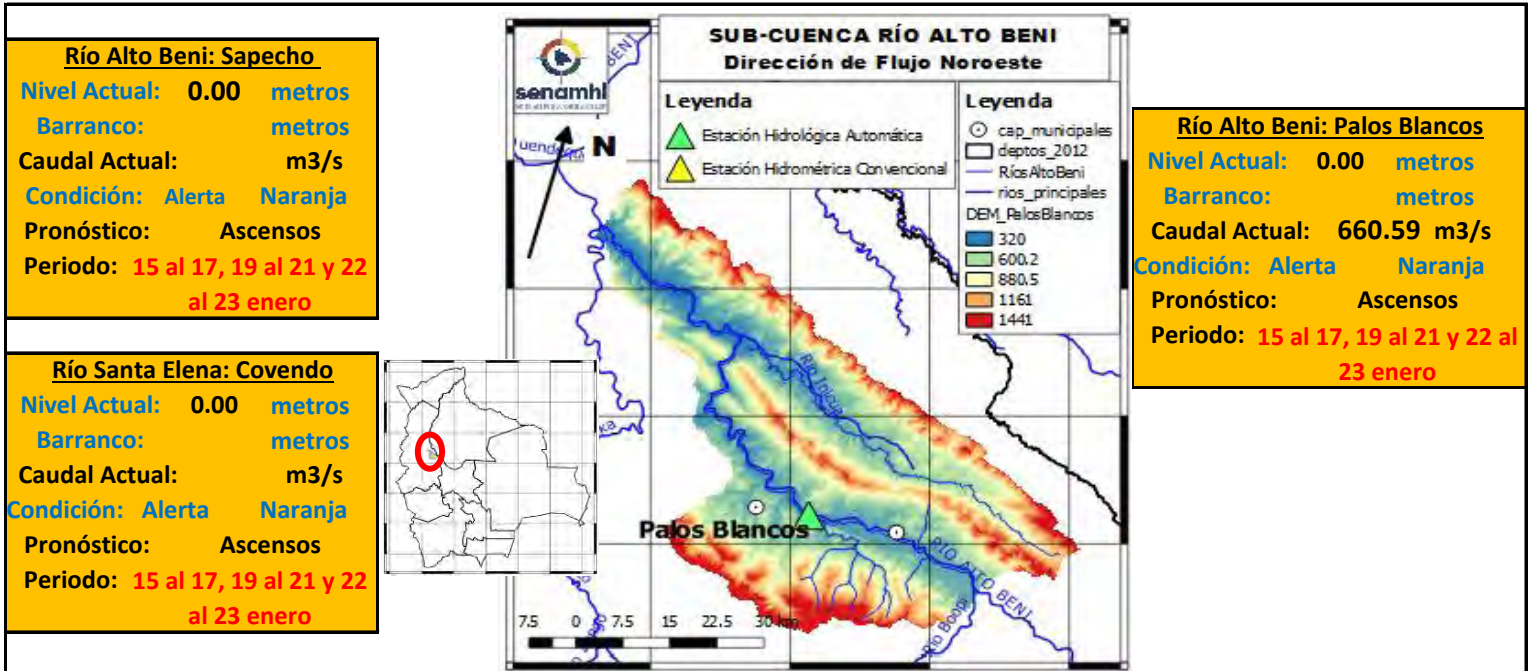 Río Alto Beni: Sapecho
Nivel Actual: 0.00 metros
Barranco: metros
Caudal Actual: m3/s
Condición: Alerta Naranja
Pronóstico: Ascensos
Periodo: 15 al 17, 19 al 21 y 22
al 23 enero
Río Santa Elena: Covendo
Nivel Actual: 0.00 metros
Barranco: metros
Caudal Actual: m3/s
Condición: Alerta Naranja
Pronóstico: Ascensos
Periodo: 15 al 17, 19 al 21 y 22
al 23 enero
senamhi
BENI
SUB-CUENCA RÍO ALTO BENI
Dirección de Flujo Noroeste
Leyenda
Estación Hidrológica Automática
Estación Hidrométrica Convencional
Leyenda
cap_municipales
deptos_2012
RíosAltoBeni
rios_principales
DEM_PalosBlancos
320
600.2
880.5
1161
1441
N
Río Inicua
Palos Blancos
RÍO ALTO BENI
Río Boopi
7.5 0 7.5 15 22.5 30 km
Río Alto Beni: Palos Blancos
Nivel Actual: 0.00 metros
Barranco: metros
Caudal Actual: 660.59 m3/s
Condición: Alerta Naranja
Pronóstico: Ascensos
Periodo: 15 al 17, 19 al 21 y 22 al
23 enero